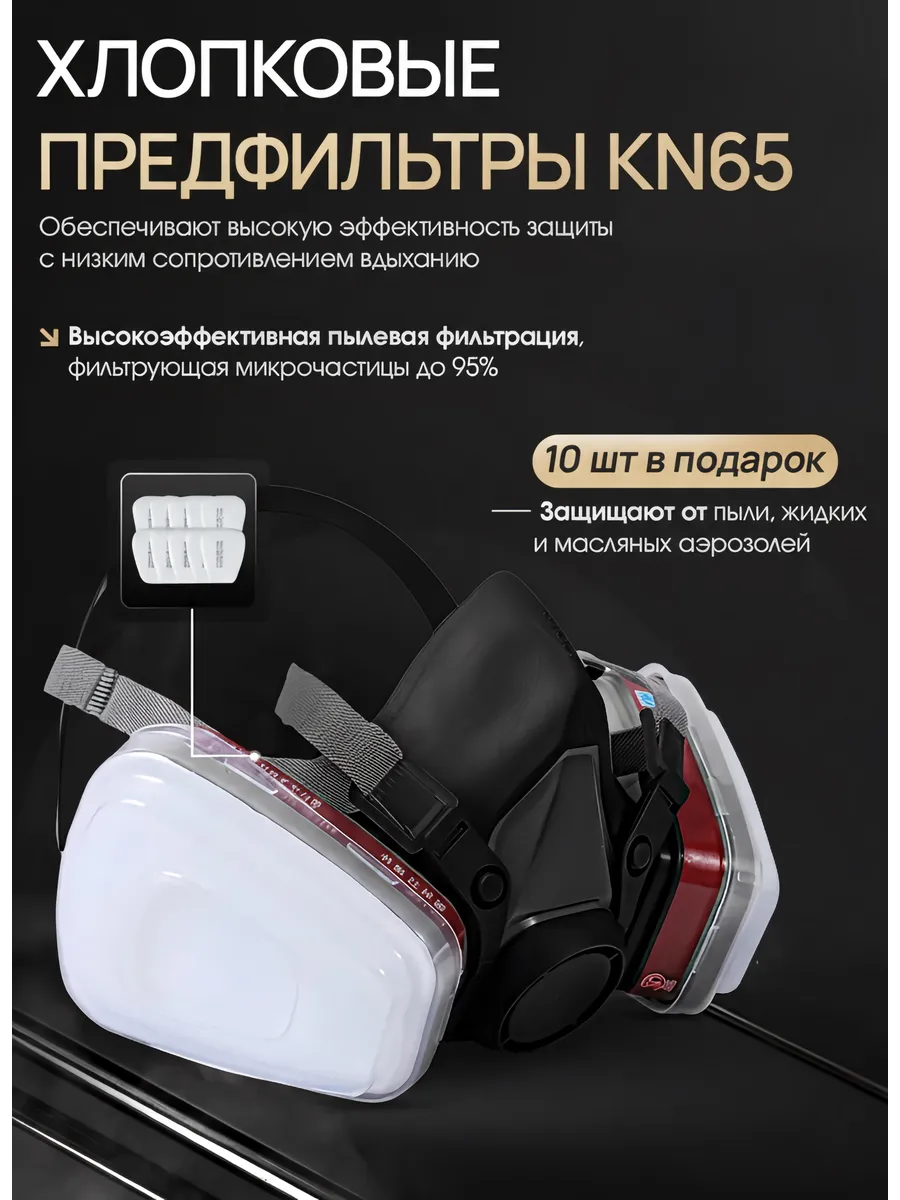 ХЛОПКОВЫЕ
ПРЕДФИЛЬТРЫ KN65
Обеспечивают высокую эффективность защиты
с низким сопротивлением вдыханию
Высокоэффективная пылевая фильтрация,
фильтрующая микрочастицы до 95%
10 шт в подарок
Защищают от пыли, жидких
и масляных аэрозолей